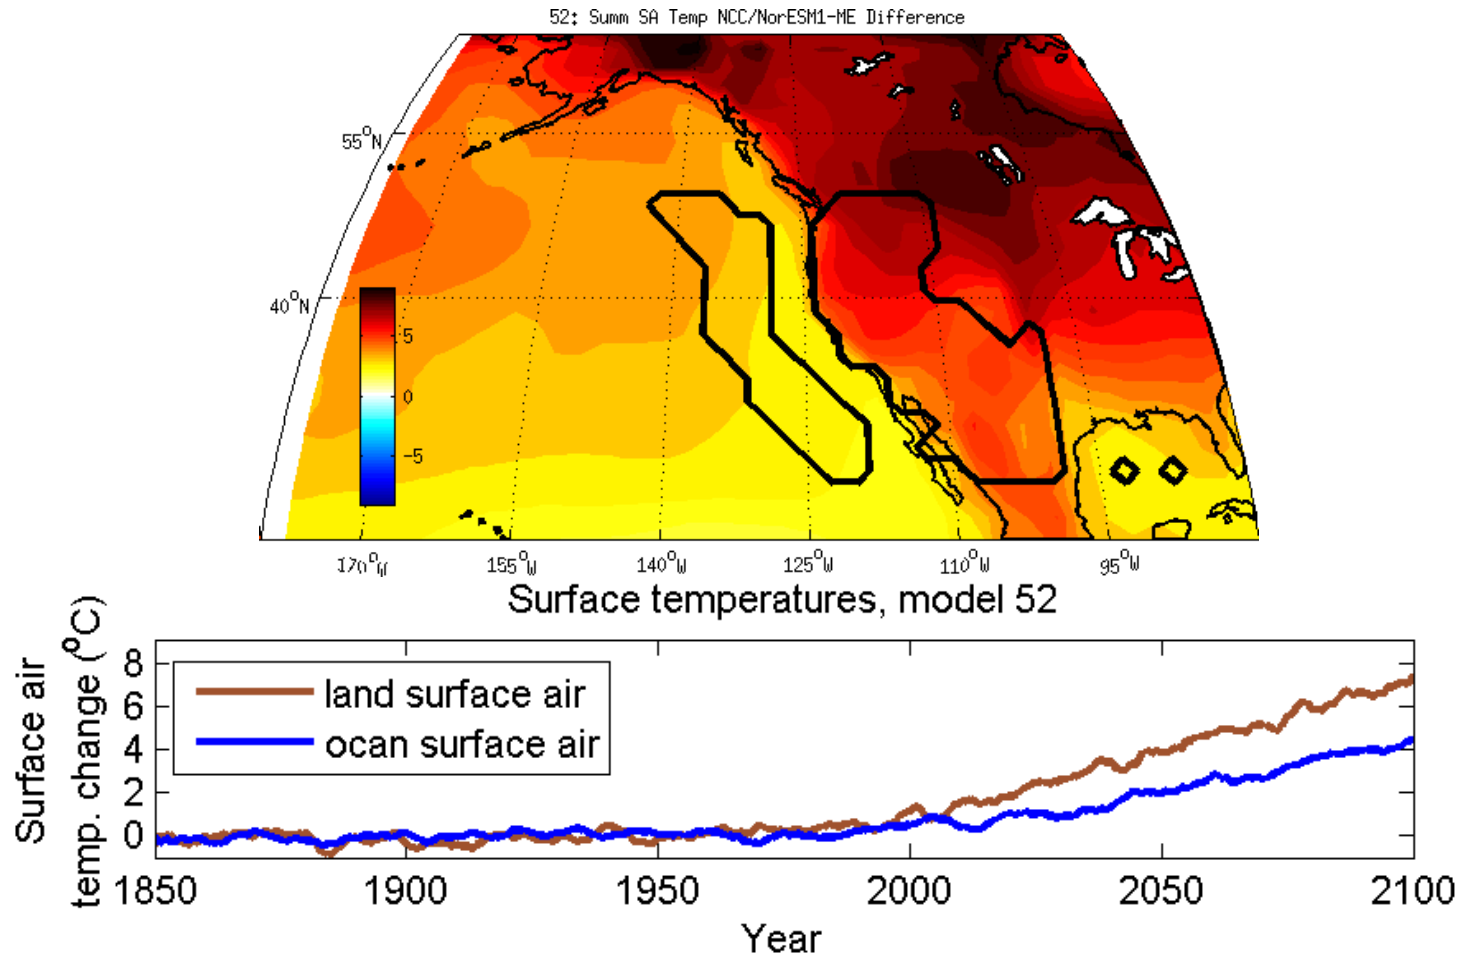 52: Summ SA Temp NCC/NorESM1-ME Difference
55°N
40°N
5
0
-5
170°W 155°W 140°W 125°W 110°W 95°W
Surface temperatures, model 52
Surface air
temp. change (°C)
8
6
4
2
0
land surface air
ocan surface air
1850 1900 1950 2000 2050 2100
Year